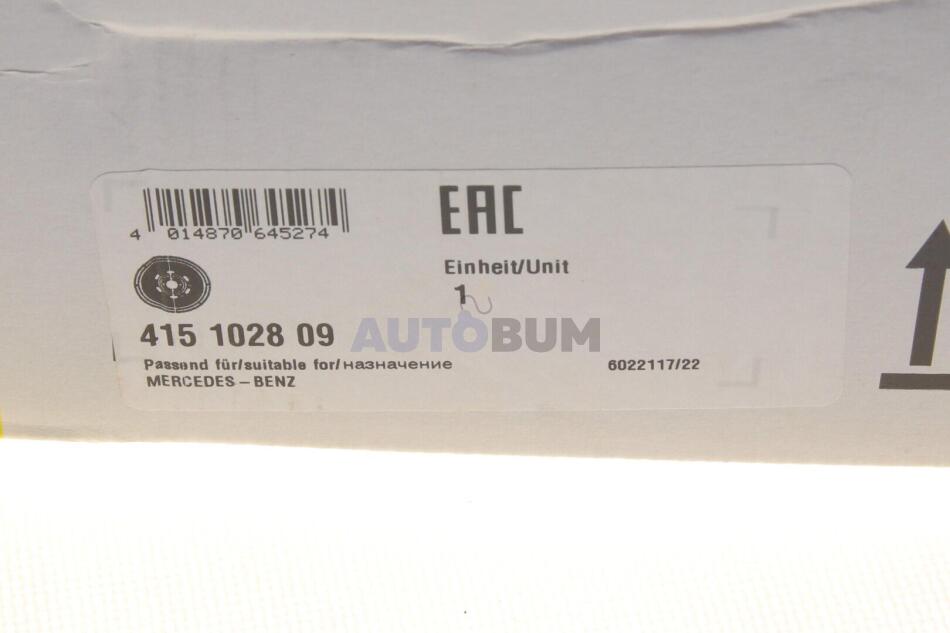 EAC
4 014870 645274
Einheit/Unit
1
415 1028 09
AUTOBUM
Passend für/suitable for/назначение
6022117/22
MERCEDES – BENZ